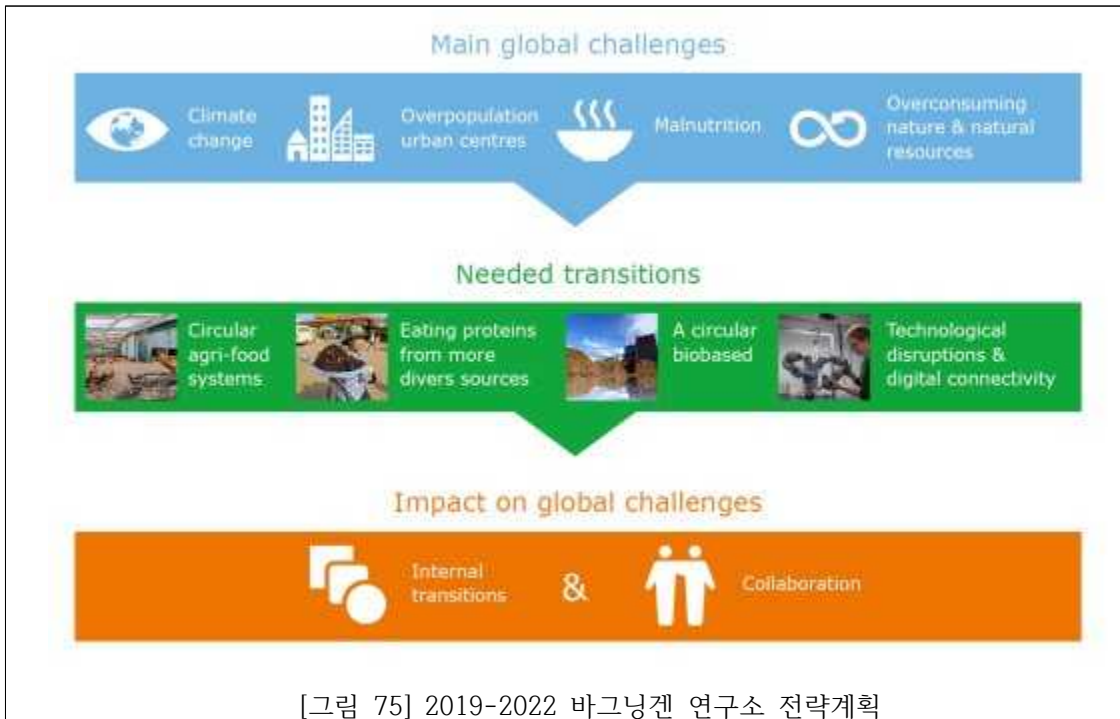 Main global challenges
Climate
change
Overpopulation
urban centres
Malnutrition
Overconsuming
nature & natural
resources
Needed transitions
Circular
agri-food
systems
Eating proteins
from more
divers sources
A circular
biobased
Technological
disruptions &
digital connectivity
Impact on global challenges
Internal
transitions
&
Collaboration
[그림 75] 2019-2022 바그닝겐 연구소 전략계획